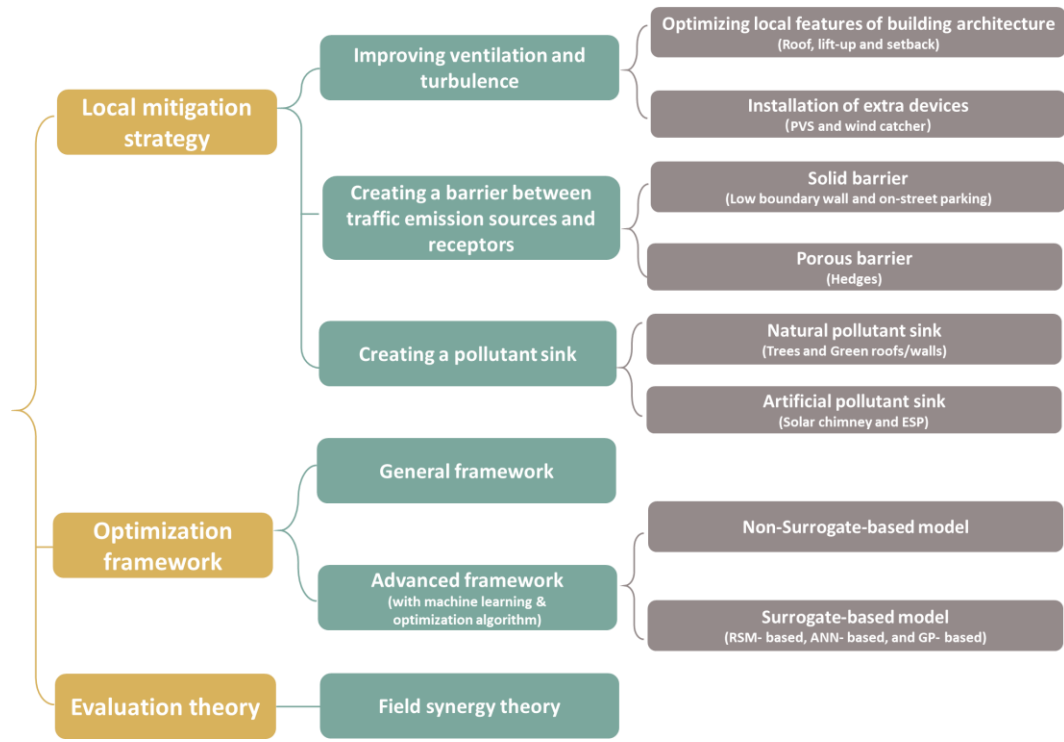 Local mitigation
strategy
Improving ventilation and
turbulence
Optimizing local features of building architecture
(Roof, lift-up and setback)
Installation of extra devices
(PVS and wind catcher)
Creating a barrier between
traffic emission sources and
receptors
Solid barrier
(Low boundary wall and on-street parking)
Porous barrier
(Hedges)
Creating a pollutant sink
Natural pollutant sink
(Trees and Green roofs/walls)
Artificial pollutant sink
(Solar chimney and ESP)
Optimization
framework
General framework
Advanced framework
(with machine learning &
optimization algorithm)
Non-Surrogate-based model
Surrogate-based model
(RSM- based, ANN- based, and GP- based)
Evaluation theory
Field synergy theory